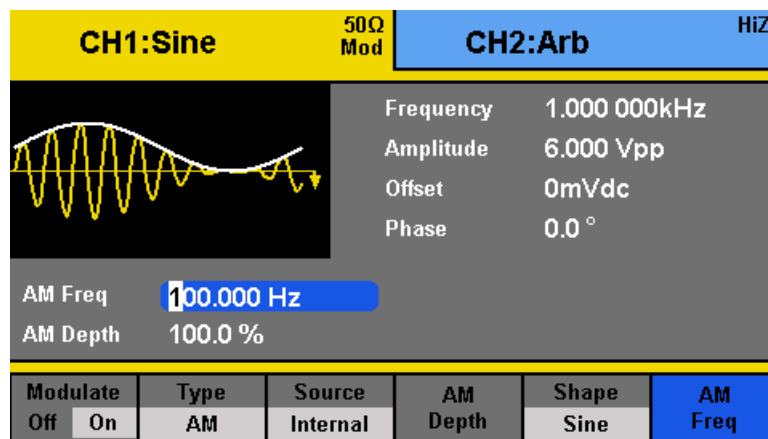 CH1:Sine
50Ω
Mod
CH2:Arb
HiZ
Frequency 1.000 000kHz
Amplitude 6.000 Vpp
Offset 0mVdc
Phase 0.0 °
AM Freq 100.000 Hz
AM Depth 100.0 %
Modulate
Off On
Type
AM
Source
Internal
AM
Depth
Shape
Sine
AM
Freq